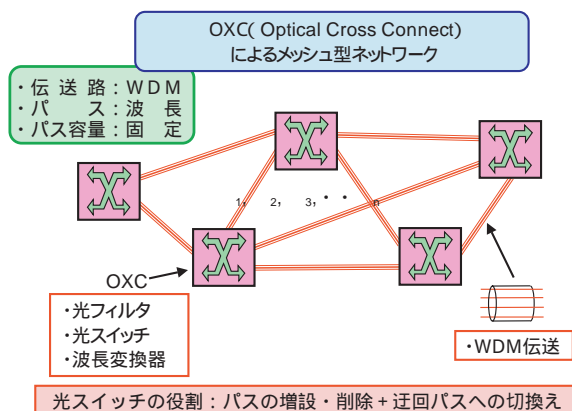 OXC( Optical Cross Connect)
によるメッシュ型ネットワーク
・伝送路：WDM
・パス：波長
・パス容量：固定
1, 2, 3,・・ n
OXC
・光フィルタ
・光スイッチ
・波長変換器
・WDM伝送
光スイッチの役割：パスの増設・削除+迂回パスへの切換え